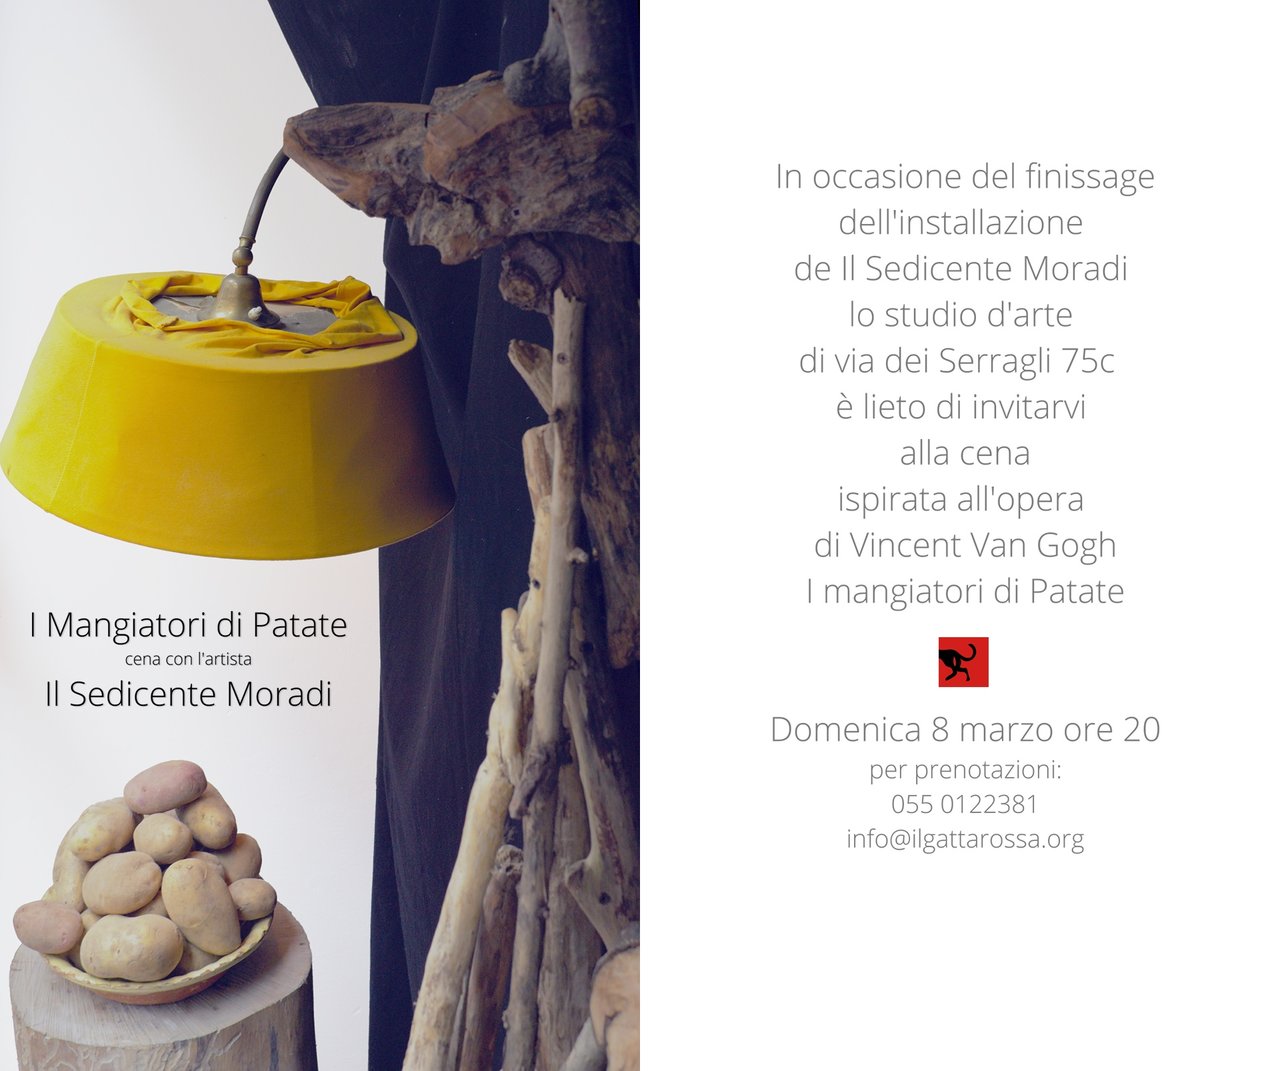 I Mangiatori di Patate
cena con l'artista
Il Sedicente Moradi
In occasione del finissage
dell'installazione
de Il Sedicente Moradi
lo studio d'arte
di via dei Serragli 75c
è lieto di invitarvi
alla cena
ispirata all'opera
di Vincent Van Gogh
I mangiatori di Patate
Domenica 8 marzo ore 20
per prenotazioni:
055 0122381
info@ilgattarossa.org